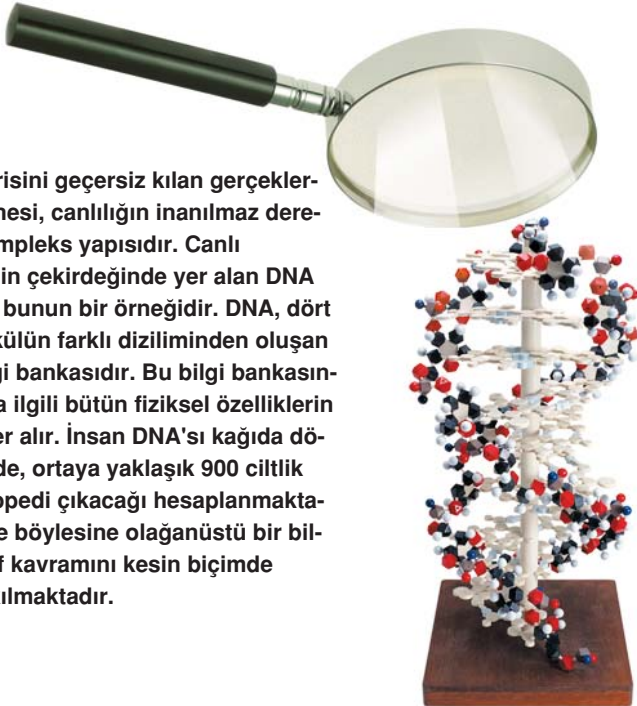 risini geçersiz kılan gerçekler-
nesi, canlılığın inanılmaz dere-
mpleks yapısıdır. Canlı
in çekirdeğinde yer alan DNA
bunun bir örneğidir. DNA, dört
külün farklı diziliminden oluşan
gi bankasıdır. Bu bilgi bankasın-
a ilgili bütün fiziksel özelliklerin
er alır. İnsan DNA'sı kağıda dö-
de, ortaya yaklaşık 900 ciltlik
opedi çıkacağı hesaplanmakta-
e böylesine olağanüstü bir bil-
f kavramını kesin biçimde
ılmaktadır.